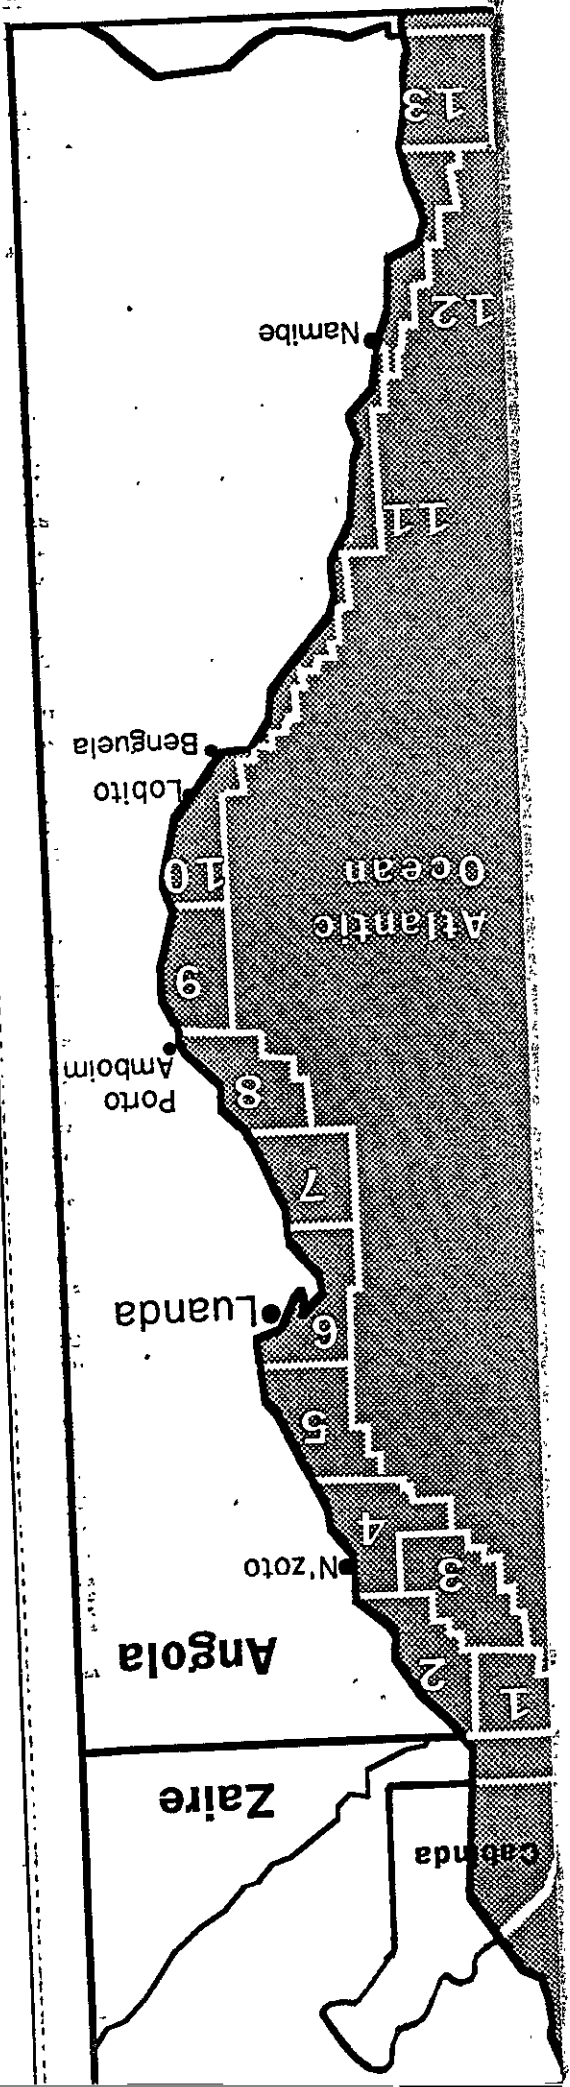 Cabinda
Zaire
Angola
1
2
3
N'zoto
4
5
6
Luanda
7
8
Porto
Amboim
9
Atlantic
Ocean
10
Lobito
Benguela
11
Namibe
12
13